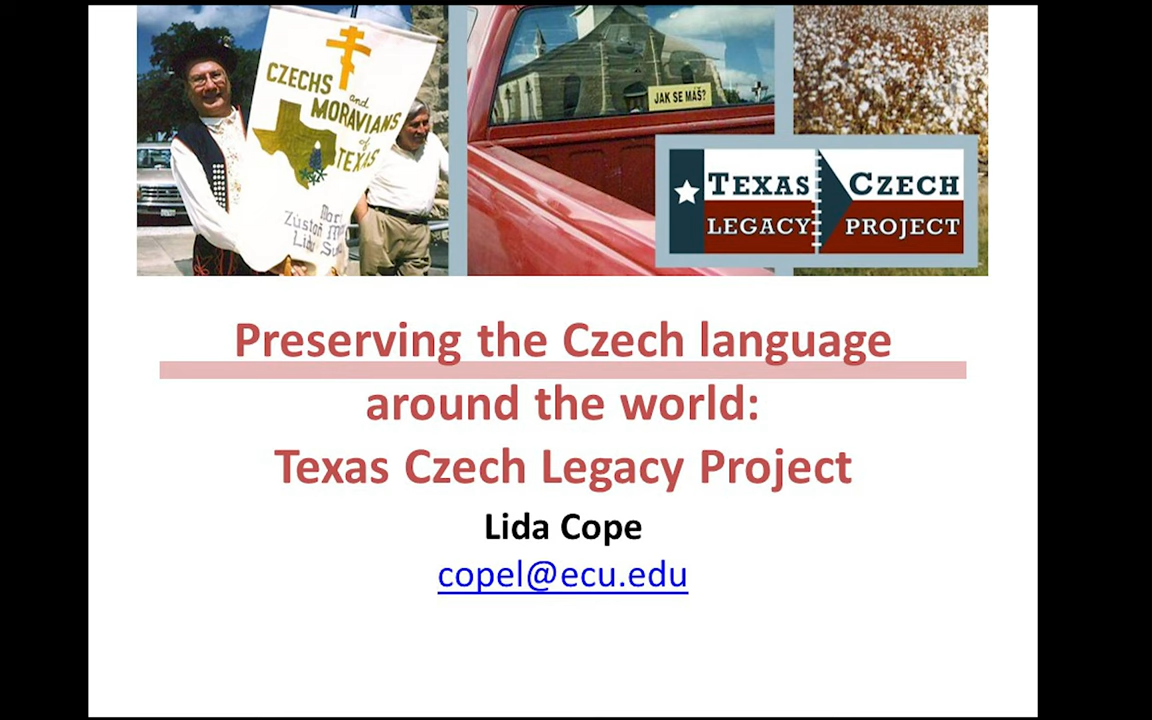 CZECHS
and
MORAVIANS
of
TEXAS
Zůstaň
JAK SE MÁŠ?
TEXAS CZECH
LEGACY PROJECT
Preserving the Czech language
around the world:
Texas Czech Legacy Project
Lida Cope
copel@ecu.edu